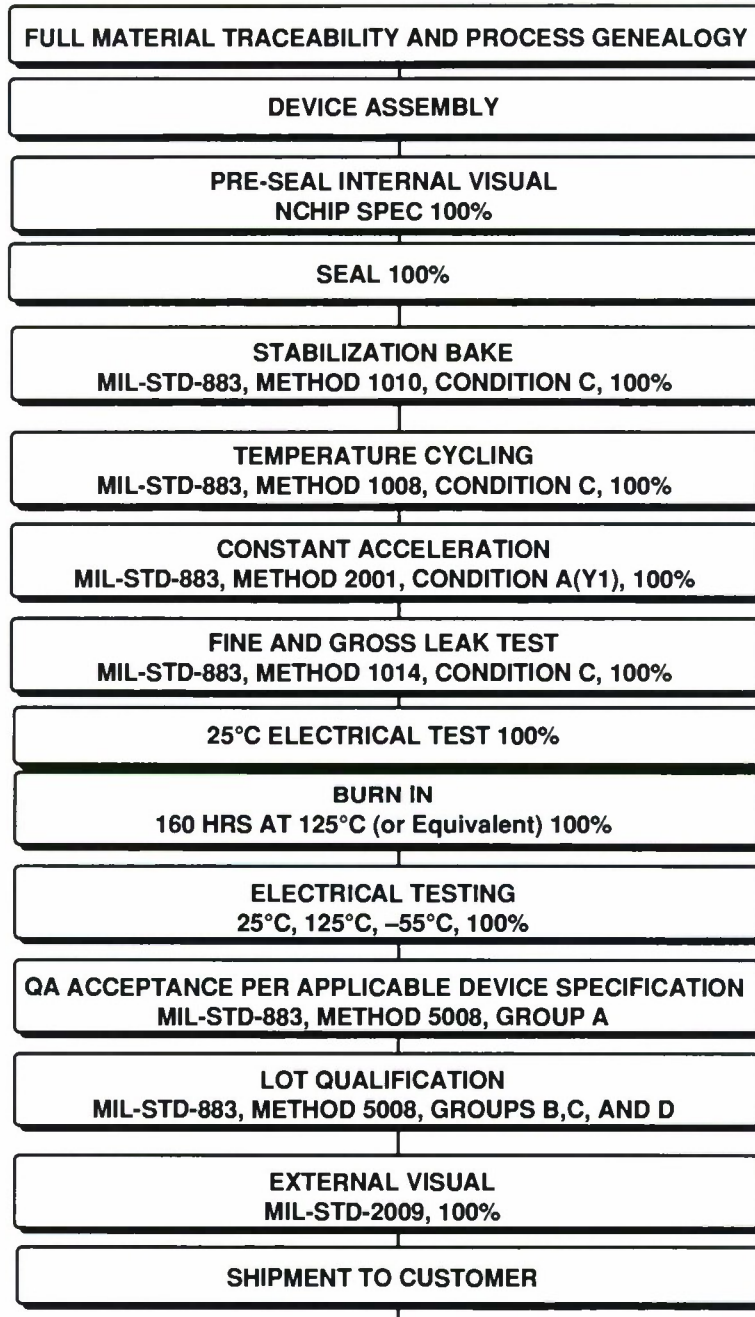 FULL MATERIAL TRACEABILITY AND PROCESS GENEALOGY
DEVICE ASSEMBLY
PRE-SEAL INTERNAL VISUAL
NCHIP SPEC 100%
SEAL 100%
STABILIZATION BAKE
MIL-STD-883, METHOD 1010, CONDITION C, 100%
TEMPERATURE CYCLING
MIL-STD-883, METHOD 1008, CONDITION C, 100%
CONSTANT ACCELERATION
MIL-STD-883, METHOD 2001, CONDITION A(Y1), 100%
FINE AND GROSS LEAK TEST
MIL-STD-883, METHOD 1014, CONDITION C, 100%
25°C ELECTRICAL TEST 100%
BURN IN
160 HRS AT 125°C (or Equivalent) 100%
ELECTRICAL TESTING
25°C, 125°C, –55°C, 100%
QA ACCEPTANCE PER APPLICABLE DEVICE SPECIFICATION
MIL-STD-883, METHOD 5008, GROUP A
LOT QUALIFICATION
MIL-STD-883, METHOD 5008, GROUPS B,C, AND D
EXTERNAL VISUAL
MIL-STD-2009, 100%
SHIPMENT TO CUSTOMER